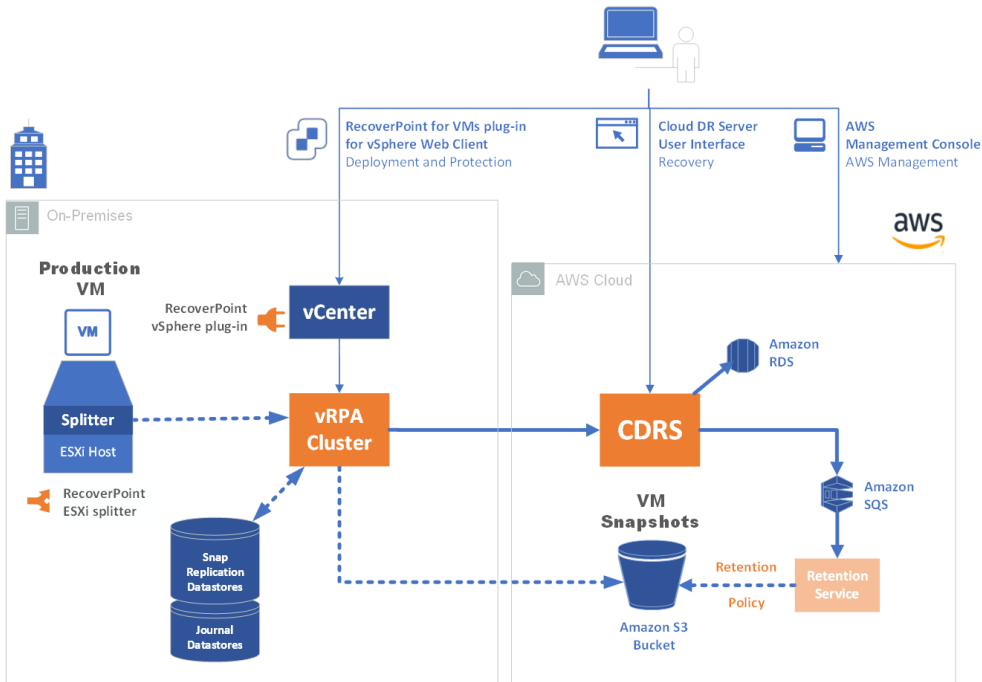 RecoverPoint for VMs plug-in
for vSphere Web Client
Deployment and Protection
Cloud DR Server
User Interface
Recovery
AWS
Management Console
AWS Management
On-Premises
aws
Production
VM
VM
RecoverPoint
vSphere plug-in
vCenter
AWS Cloud
Amazon
RDS
Splitter
ESXi Host
vRPA
Cluster
CDRS
RecoverPoint
ESXi splitter
Amazon
SQS
VM
Snapshots
Snap
Replication
Datastores
Journal
Datastores
Retention
Policy
Retention
Service
Amazon S3
Bucket